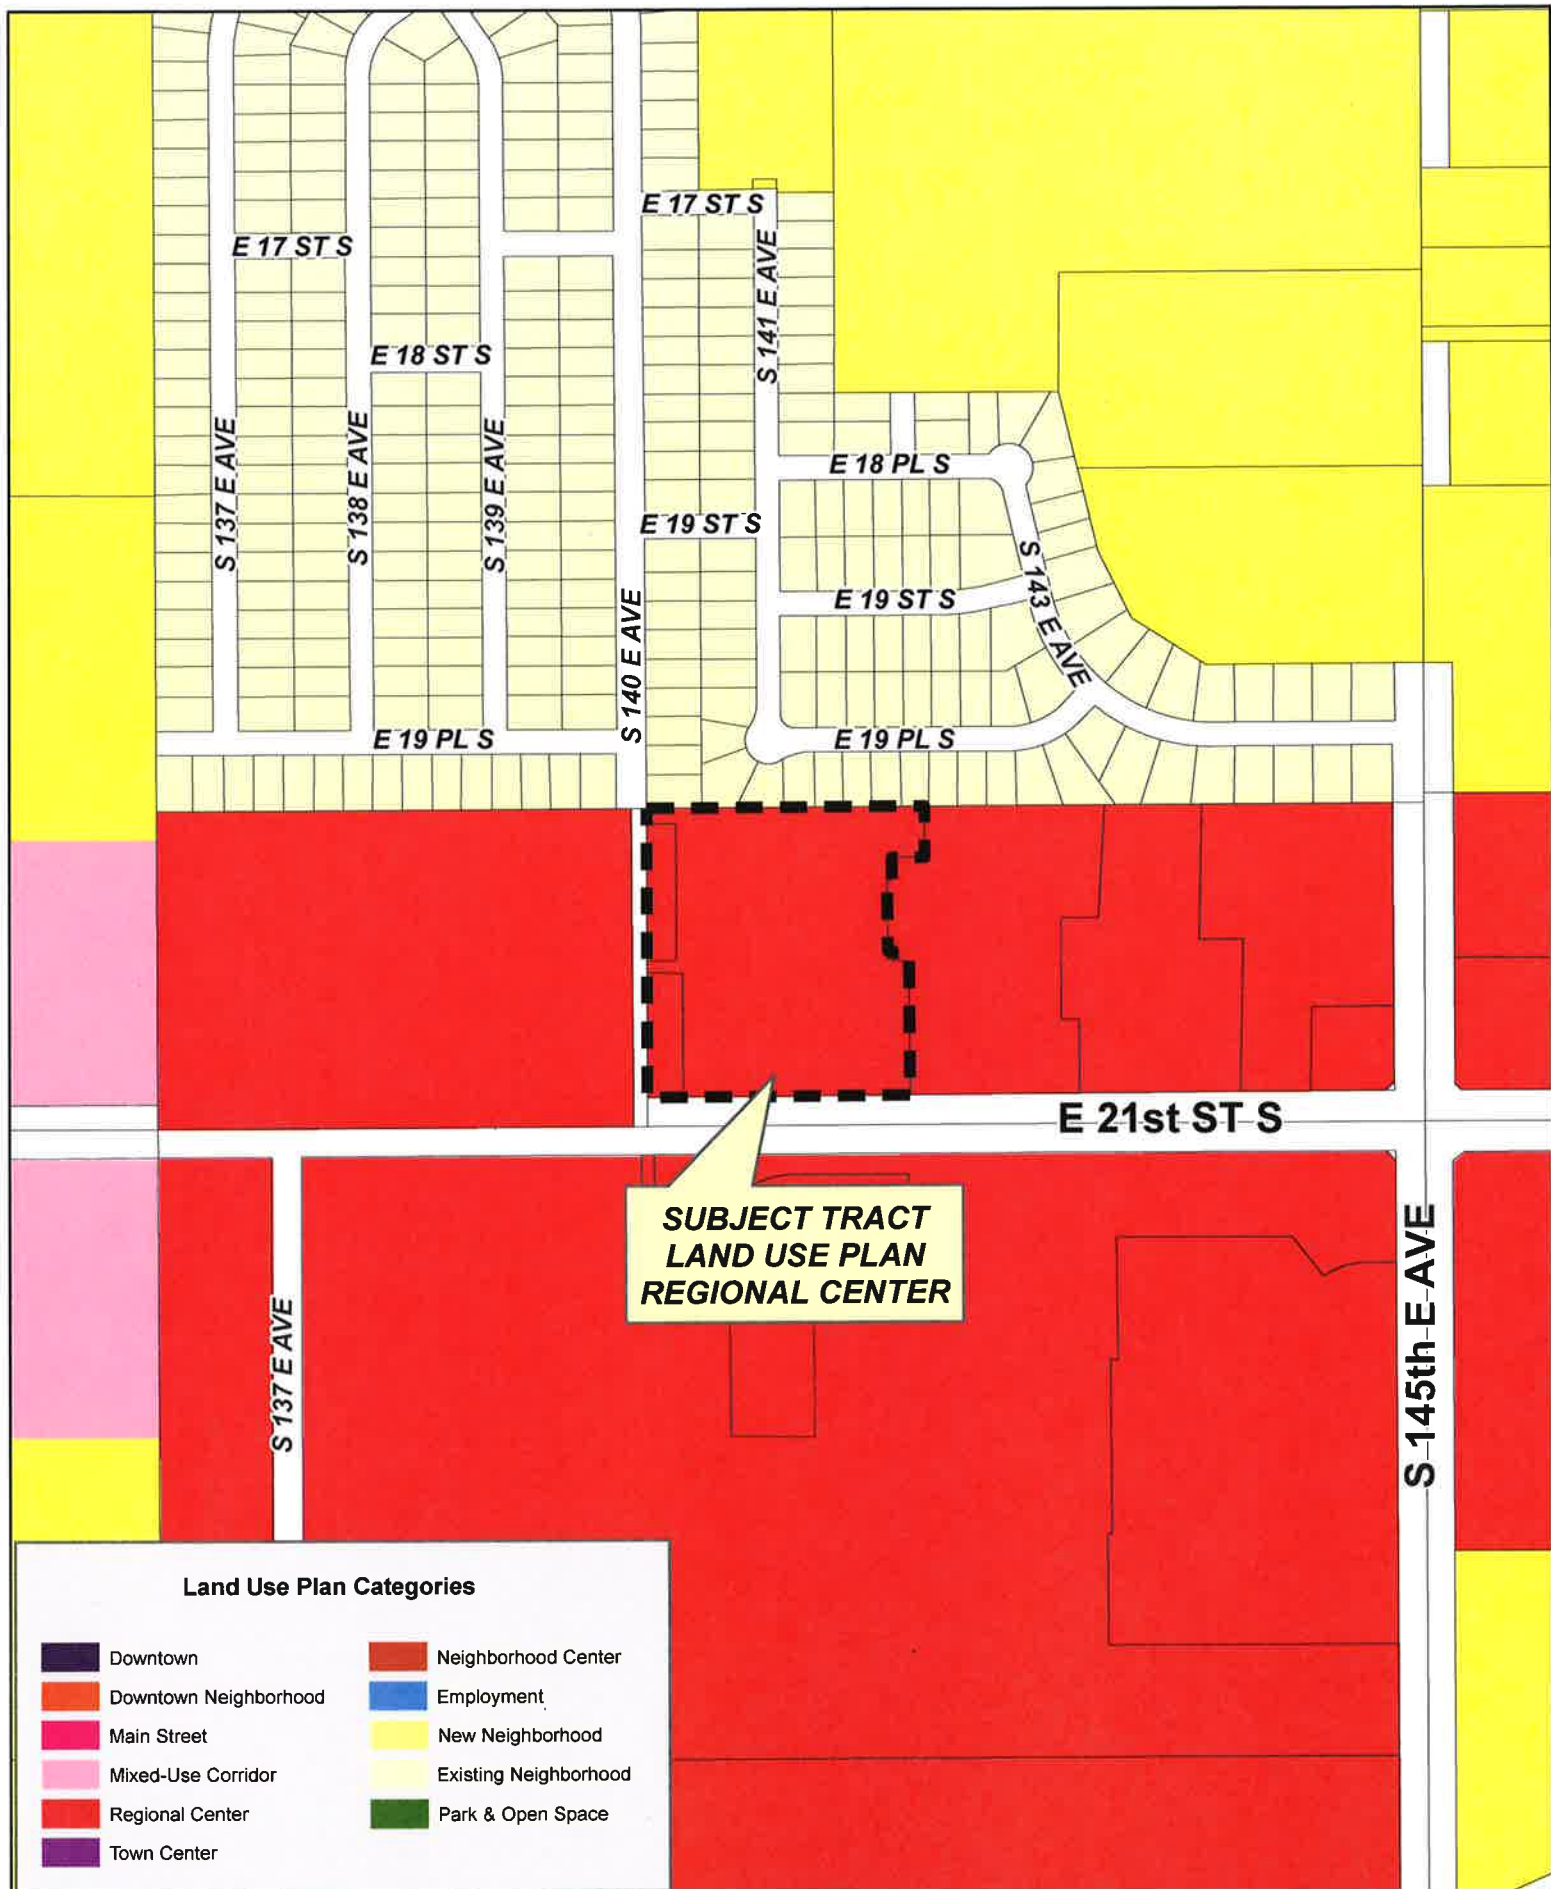 E 17 ST S
E 17 ST S
S 141 E AVE
E 18 ST S
S 137 E AVE
S 138 E AVE
S 139 E AVE
E 18 PL S
E 19 ST S
S 143 E AVE
E 19 ST S
S 140 E AVE
E 19 PL S
E 19 PL S
E 21st ST S
SUBJECT TRACT
LAND USE PLAN
REGIONAL CENTER
S 137 E AVE
S 145th E AVE
Land Use Plan Categories
Downtown
Downtown Neighborhood
Main Street
Mixed-Use Corridor
Regional Center
Town Center
Neighborhood Center
Employment
New Neighborhood
Existing Neighborhood
Park & Open Space